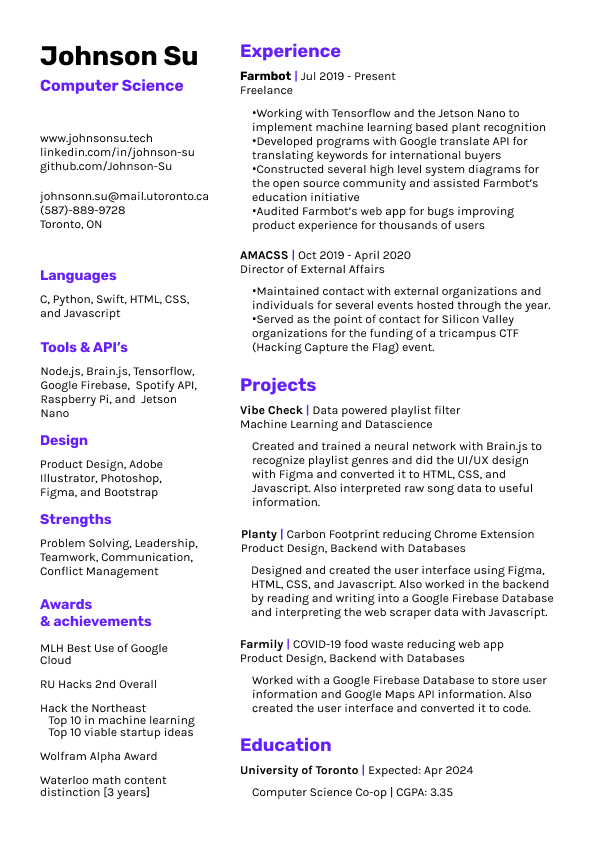 Johnson Su
Computer Science
www.johnsonsu.tech
linkedin.com/in/johnson-su
github.com/Johnson-Su
johnsonn.su@mail.utoronto.ca
(587)-889-9728
Toronto, ON
Languages
C, Python, Swift, HTML, CSS,
and Javascript
Tools & API’s
Node.js, Brain.js, Tensorflow,
Google Firebase, Spotify API,
Raspberry Pi, and Jetson
Nano
Design
Product Design, Adobe
Illustrator, Photoshop,
Figma, and Bootstrap
Strengths
Problem Solving, Leadership,
Teamwork, Communication,
Conflict Management
Awards
& achievements
MLH Best Use of Google
Cloud
RU Hacks 2nd Overall
Hack the Northeast
Top 10 in machine learning
Top 10 viable startup ideas
Wolfram Alpha Award
Waterloo math content
distinction [3 years]
Experience
Farmbot | Jul 2019 - Present
Freelance
•Working with Tensorflow and the Jetson Nano to
implement machine learning based plant recognition
•Developed programs with Google translate API for
translating keywords for international buyers
•Constructed several high level system diagrams for
the open source community and assisted Farmbot’s
education initiative
•Audited Farmbot’s web app for bugs improving
product experience for thousands of users
AMACSS | Oct 2019 - April 2020
Director of External Affairs
•Maintained contact with external organizations and
individuals for several events hosted through the year.
•Served as the point of contact for Silicon Valley
organizations for the funding of a tricampus CTF
(Hacking Capture the Flag) event.
Projects
Vibe Check | Data powered playlist filter
Machine Learning and Datascience
Created and trained a neural network with Brain.js to
recognize playlist genres and did the UI/UX design
with Figma and converted it to HTML, CSS, and
Javascript. Also interpreted raw song data to useful
information.
Planty | Carbon Footprint reducing Chrome Extension
Product Design, Backend with Databases
Designed and created the user interface using Figma,
HTML, CSS, and Javascript. Also worked in the backend
by reading and writing into a Google Firebase Database
and interpreting the web scraper data with Javascript.
Farmily | COVID-19 food waste reducing web app
Product Design, Backend with Databases
Worked with a Google Firebase Database to store user
information and Google Maps API information. Also
created the user interface and converted it to code.
Education
University of Toronto | Expected: Apr 2024
Computer Science Co-op | CGPA: 3.35